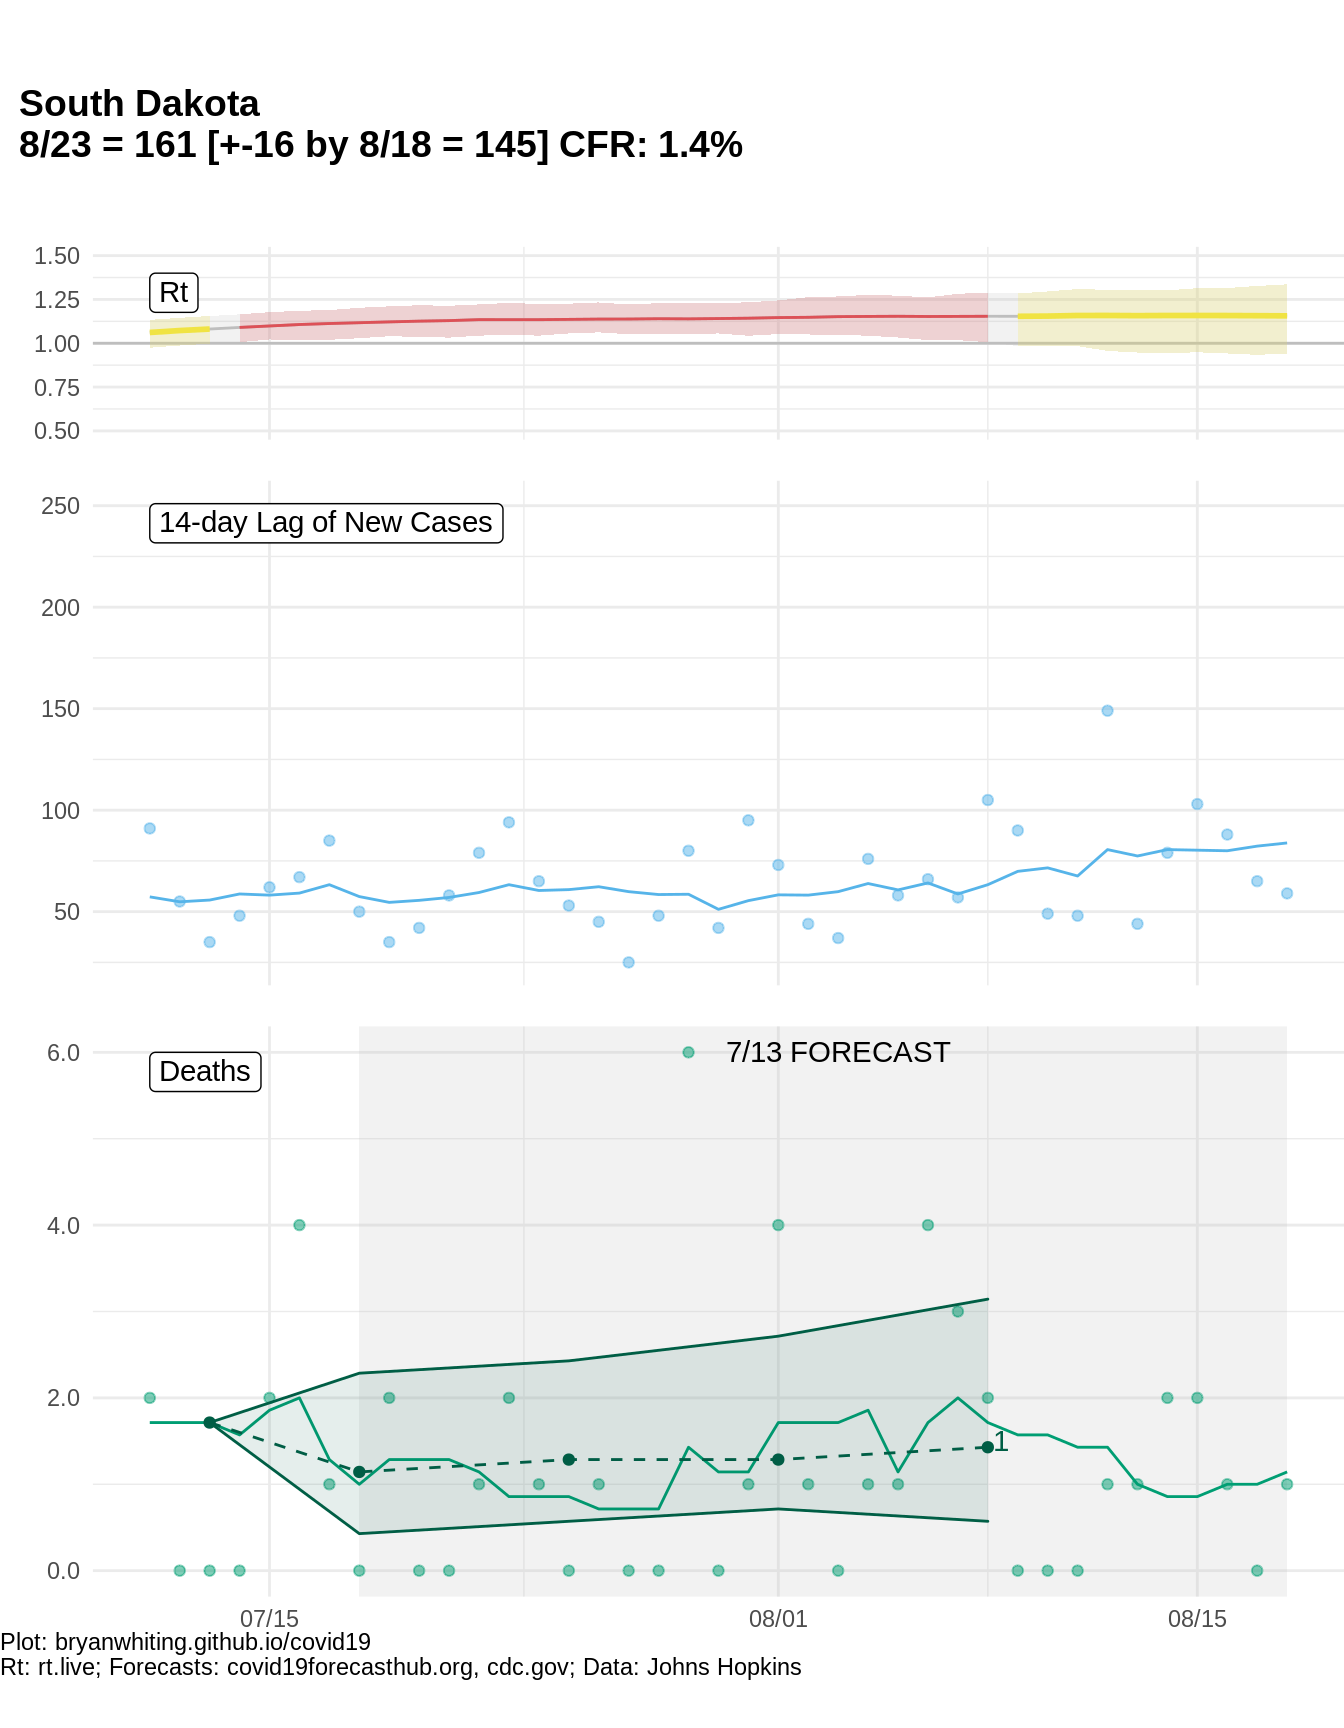 South Dakota
8/23 = 161 [+-16 by 8/18 = 145] CFR: 1.4%
1.50
Rt
1.25
1.00
0.75
0.50
250
14-day Lag of New Cases
200
150
100
50
6.0
7/13 FORECAST
Deaths
4.0
2.0
1
0.0
07/15 08/01 08/15
Plot: bryanwhiting.github.io/covid19
Rt: rt.live; Forecasts: covid19forecasthub.org, cdc.gov; Data: Johns Hopkins